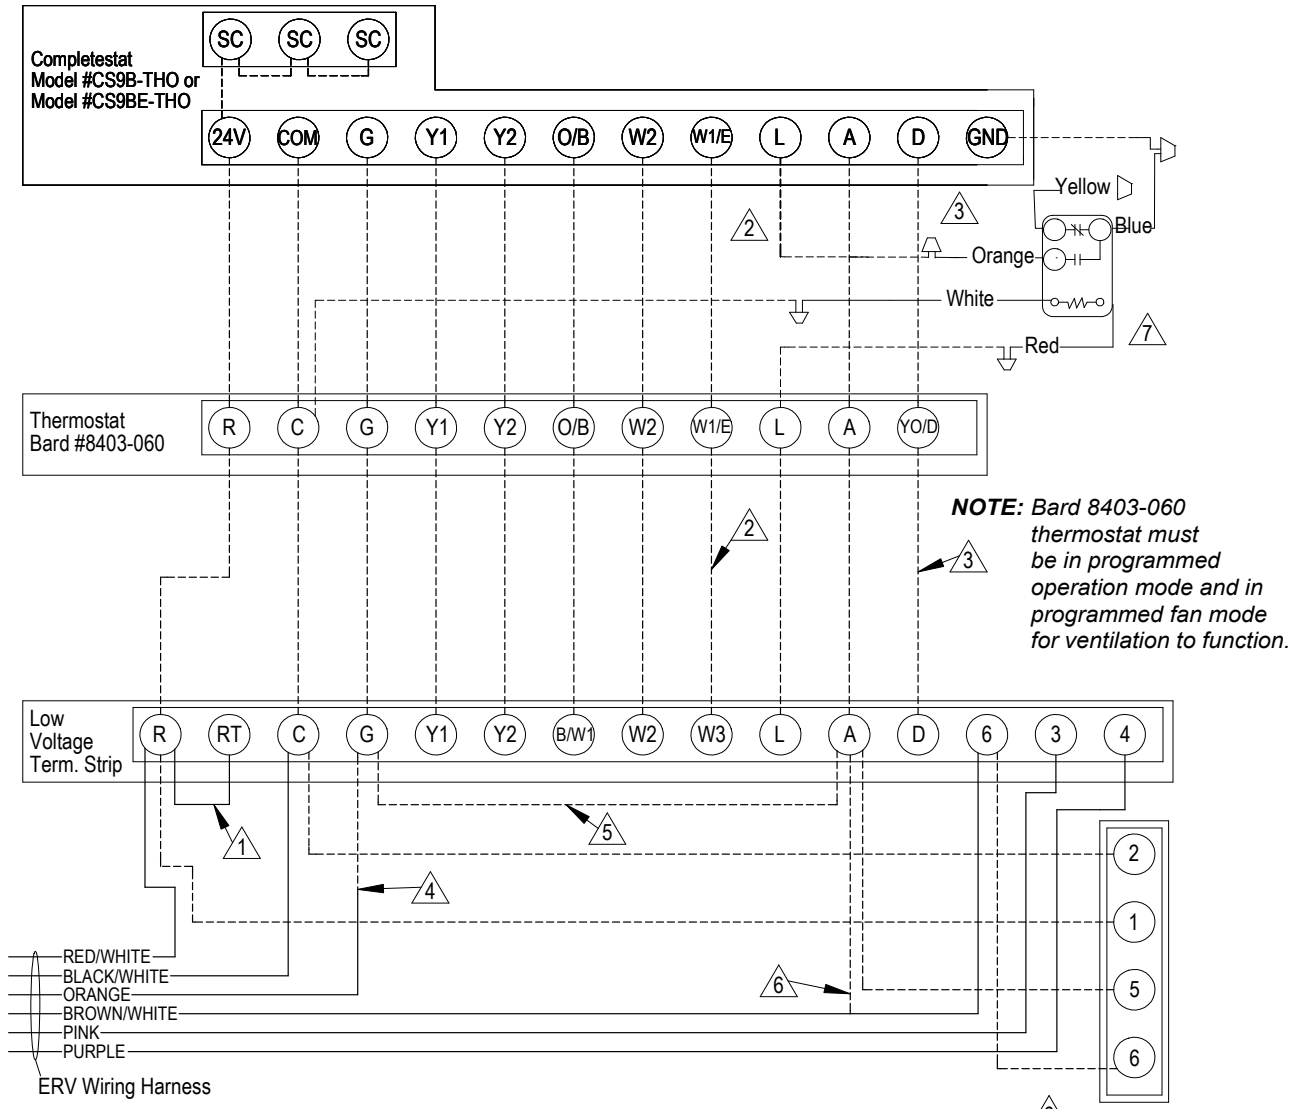 SC SC SC
Completestat
Model #CS9B-THO or
Model #CS9BE-THO
24V COM G Y1 Y2 O/B W2 W1/E L A D GND
Yellow
2 3
Blue
Orange
White
7
Red
Thermostat
Bard #8403-060
R C G Y1 Y2 O/B W2 W1/E L A YO/D
NOTE: Bard 8403-060
thermostat must
be in programmed
operation mode and in
programmed fan mode
for ventilation to function.
2
3
Low
Voltage
Term. Strip
R RT C G Y1 Y2 B/W1 W2 W3 L A D 6 3 4
1
5
2
4
1
RED/WHITE
BLACK/WHITE
ORANGE
BROWN/WHITE
PINK
PURPLE
6
5
6
ERV Wiring Harness